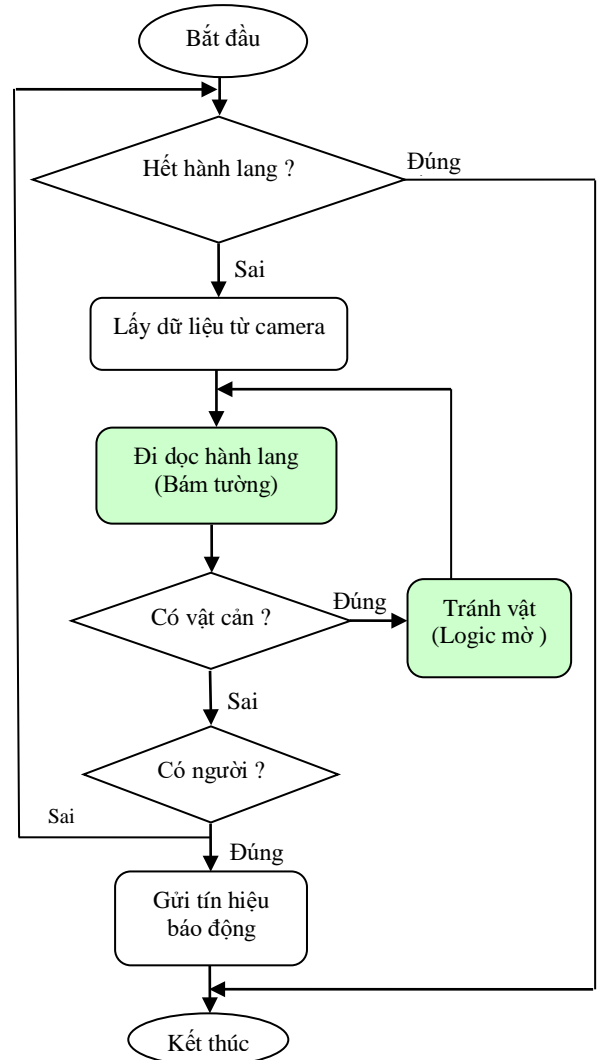 Bắt đầu
Hết hành lang ?
Đúng
Sai
Lấy dữ liệu từ camera
Đi dọc hành lang
(Bám tường)
Có vật cản ?
Đúng
Tránh vật
(Logic mờ )
Sai
Có người ?
Sai
Đúng
Gửi tín hiệu
báo động
Kết thúc